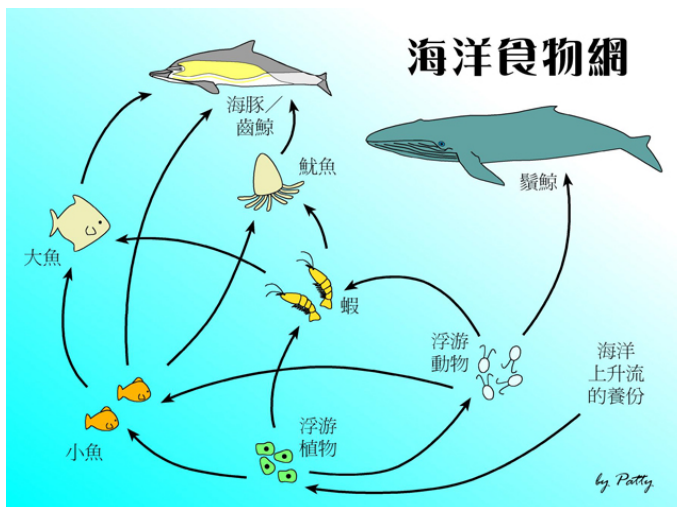 海洋食物網
海豚／
齒鯨
魷魚
鬚鯨
大魚
蝦
浮游
動物
海洋
上升流
的養份
小魚
浮游
植物
by Patty